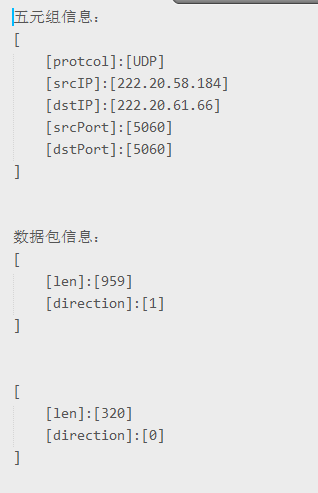 五元组信息：
[
[protcol]:[UDP]
[srcIP]:[222.20.58.184]
[dstIP]:[222.20.61.66]
[srcPort]:[5060]
[dstPort]:[5060]
]
数据包信息：
[
[len]:[959]
[direction]:[1]
]
[
[len]:[320]
[direction]:[0]
]